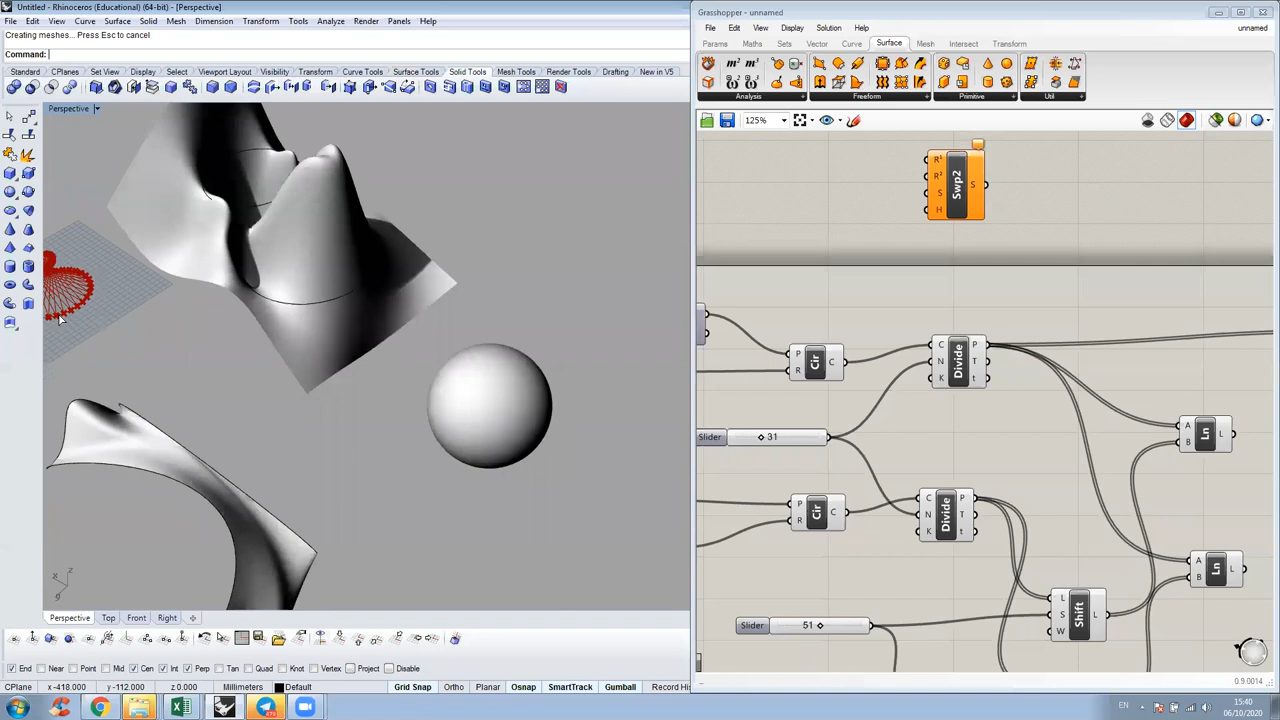 Untitled - Rhinoceros (Educational) (64-bit) - [Perspective]
File Edit View Curve Surface Solid Mesh Dimension Transform Tools Analyze Render Panels Help
Creating meshes... Press Esc to cancel
Command:
Standard CPlanes Set View Display Select Viewport Layout Visibility Transform Curve Tools Surface Tools Solid Tools Mesh Tools Render Tools Drafting New in V5
Perspective
z
x
y
Perspective Top Front Right
End Near Point Mid Cen Int Perp Tan Quad Knot Vertex Project Disable
CPlane x -418.000 y -112.000 z 0.000 Millimeters Default Grid Snap Ortho Planar Osnap SmartTrack Gumball Record Hi
Grasshopper - unnamed
File Edit View Display Solution Help unnamed
Params Maths Sets Vector Curve Surface Mesh Intersect Transform
Analysis Freeform Primitive Util
125%
R¹
R²
S
H
Swp2
S
P
R
Cir
C
C
N
K
Divide
P
T
t
Slider 31
A
B
Ln
L
P
R
Cir
C
C
N
K
Divide
P
T
t
A
B
Ln
L
L
S
W
Shift
L
Slider 51
0.9.0014
EN
15:40
06/10/2020